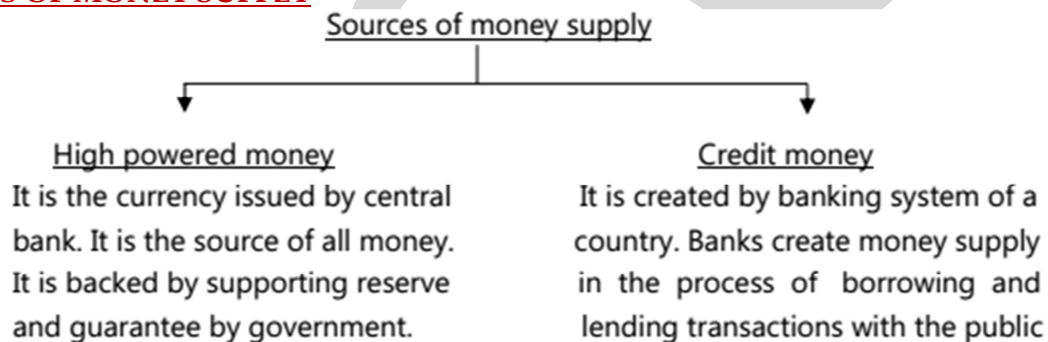 OF MONEY SUPPLY
Sources of money supply
High powered money
It is the currency issued by central
bank. It is the source of all money.
It is backed by supporting reserve
and guarantee by government.
Credit money
It is created by banking system of a
country. Banks create money supply
in the process of borrowing and
lending transactions with the public